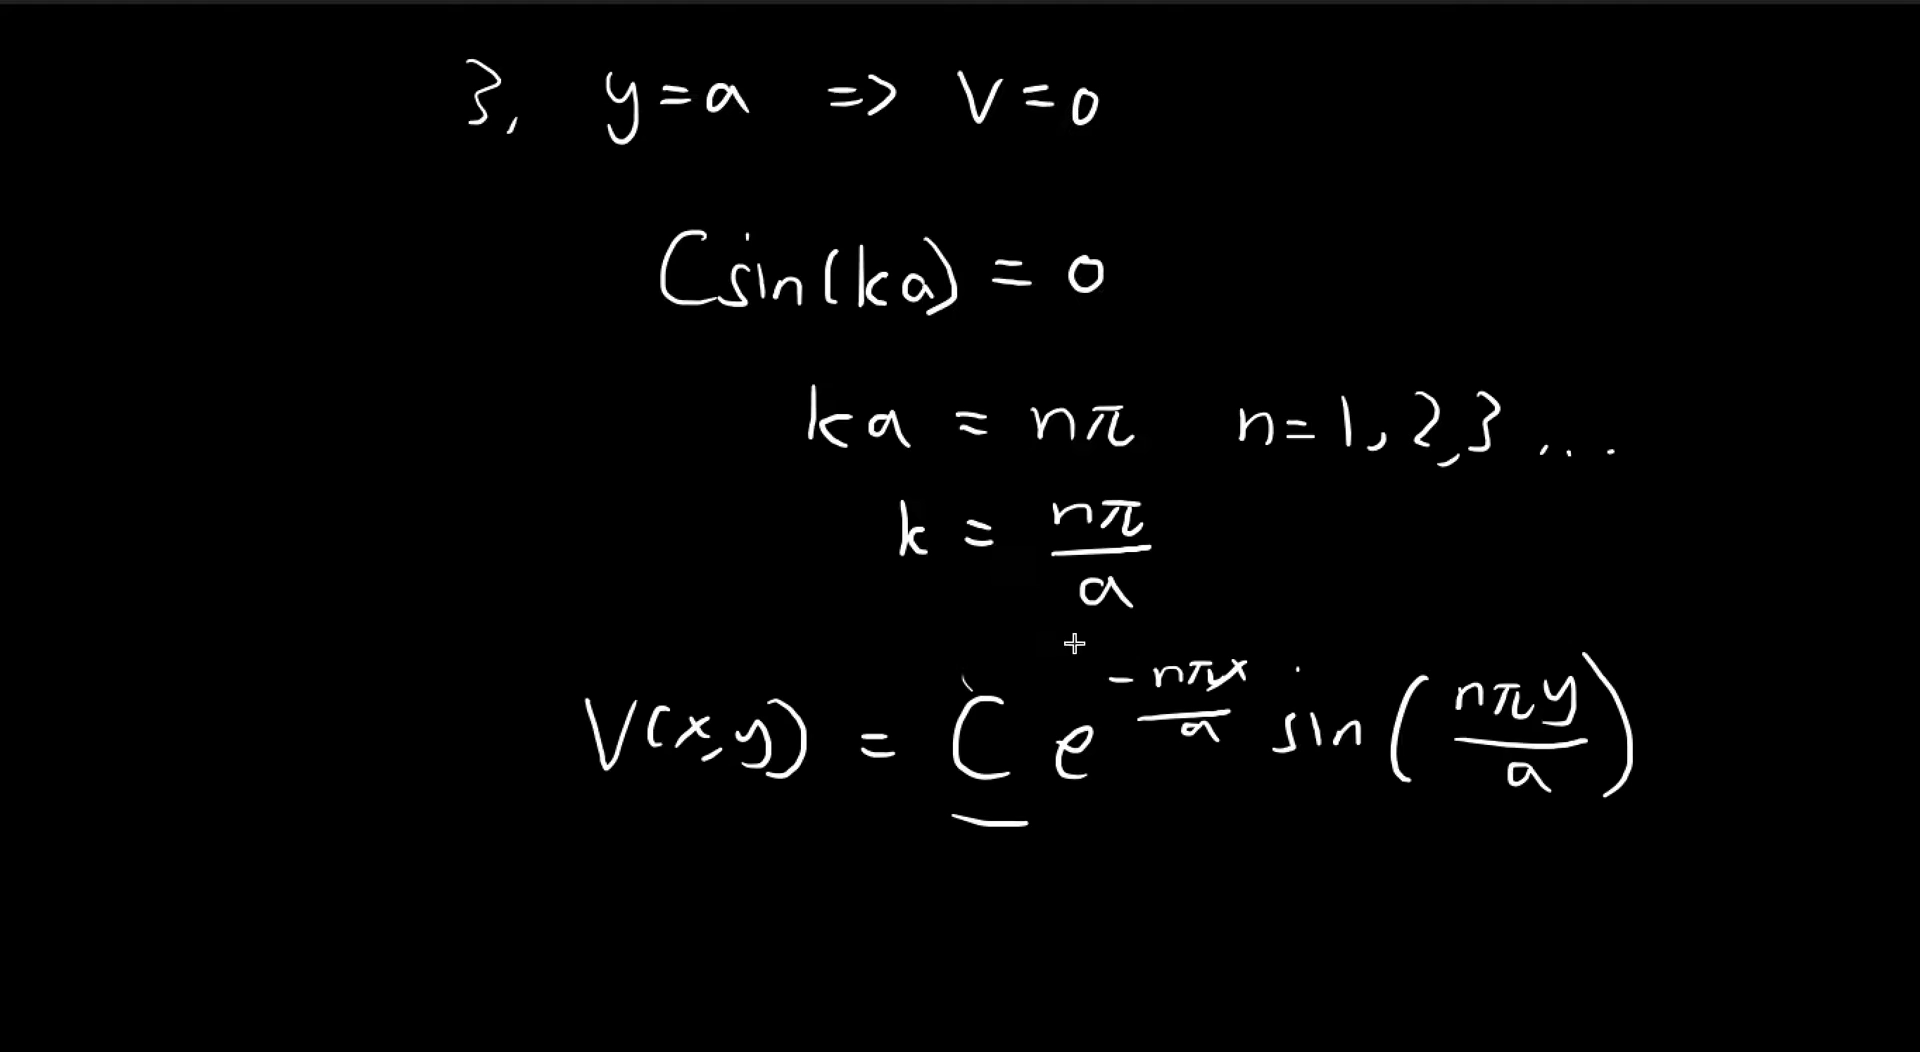 3, y=a => V=0
Csin(ka) = 0
ka = nπ n=1,2,3...
k = nπ/a
V(x,y) = C e^(-nπx/a) sin(nπy/a)